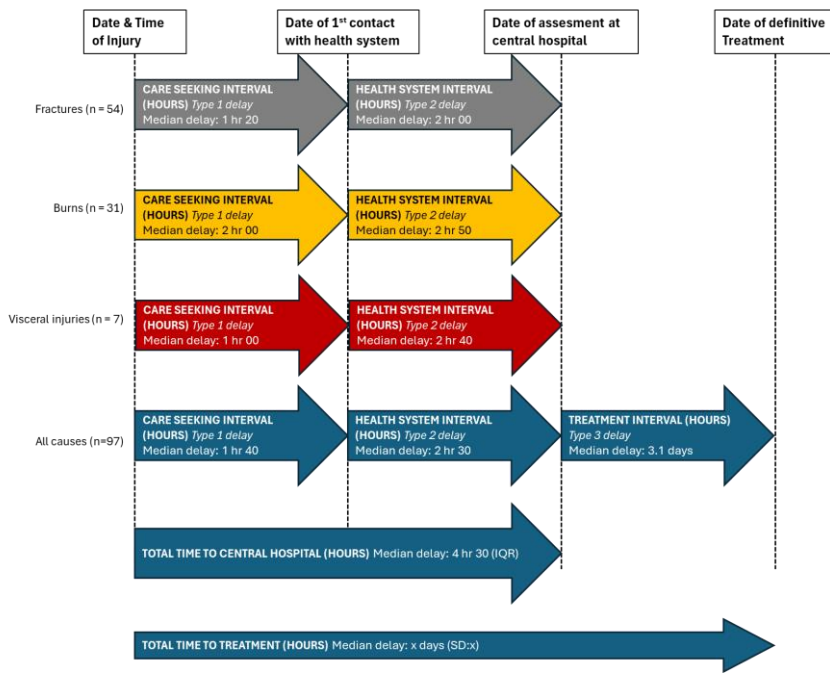 Date & Time
of Injury
Date of 1st contact
with health system
Date of assesment at
central hospital
Date of definitive
Treatment
Fractures (n = 54)
CARE SEEKING INTERVAL
(HOURS) Type 1 delay
Median delay: 1 hr 20
HEALTH SYSTEM INTERVAL
(HOURS) Type 2 delay
Median delay: 2 hr 00
Burns (n = 31)
CARE SEEKING INTERVAL
(HOURS) Type 1 delay
Median delay: 2 hr 00
HEALTH SYSTEM INTERVAL
(HOURS) Type 2 delay
Median delay: 2 hr 50
Visceral injuries (n = 7)
CARE SEEKING INTERVAL
(HOURS) Type 1 delay
Median delay: 1 hr 00
HEALTH SYSTEM INTERVAL
(HOURS) Type 2 delay
Median delay: 2 hr 40
All causes (n=97)
CARE SEEKING INTERVAL
(HOURS) Type 1 delay
Median delay: 1 hr 40
HEALTH SYSTEM INTERVAL
(HOURS) Type 2 delay
Median delay: 2 hr 30
TREATMENT INTERVAL (HOURS)
Type 3 delay
Median delay: 3.1 days
TOTAL TIME TO CENTRAL HOSPITAL (HOURS) Median delay: 4 hr 30 (IQR)
TOTAL TIME TO TREATMENT (HOURS) Median delay: x days (SD:x)